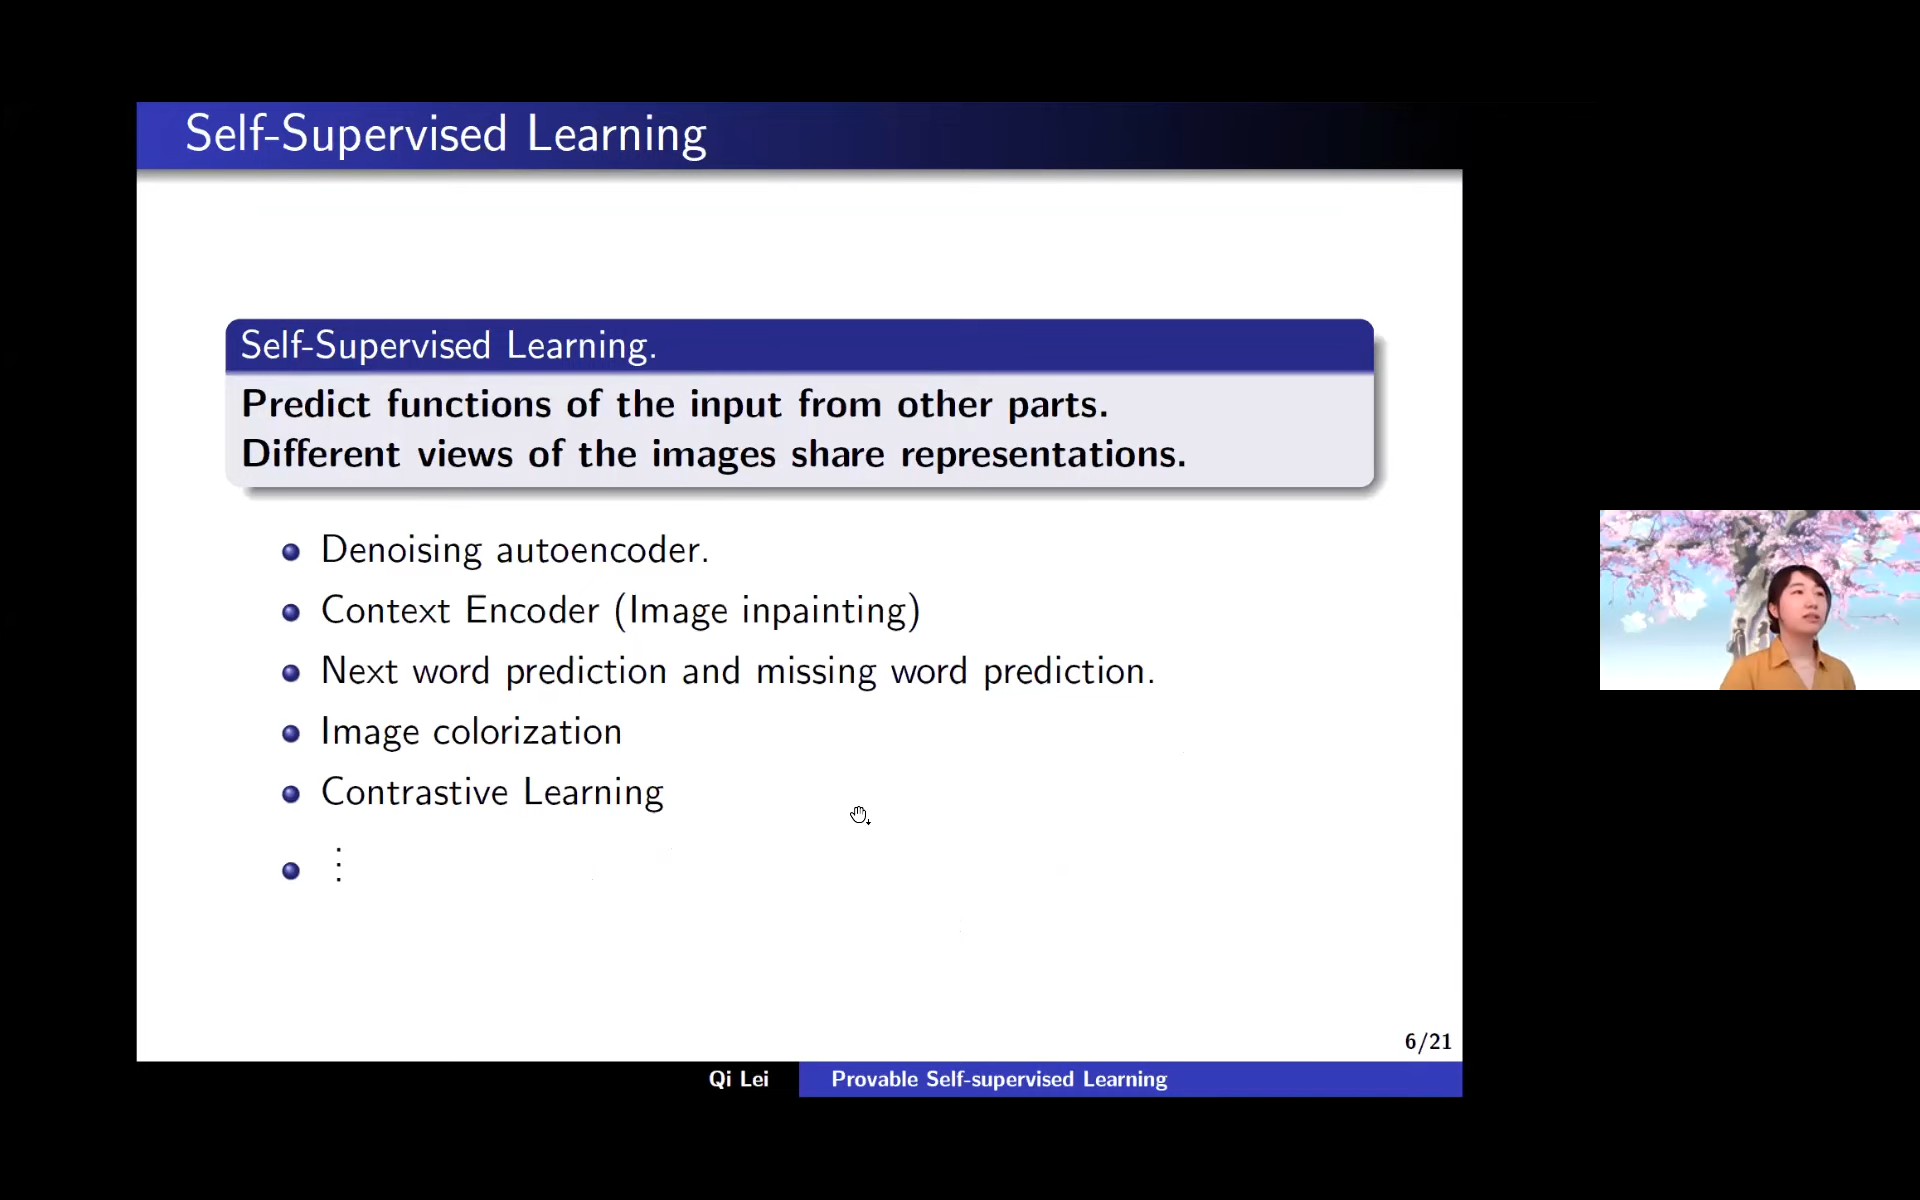 Self-Supervised Learning
Self-Supervised Learning.
Predict functions of the input from other parts.
Different views of the images share representations.
Denoising autoencoder.
Context Encoder (Image inpainting)
Next word prediction and missing word prediction.
Image colorization
Contrastive Learning
⋮
6/21
Qi Lei
Provable Self-supervised Learning